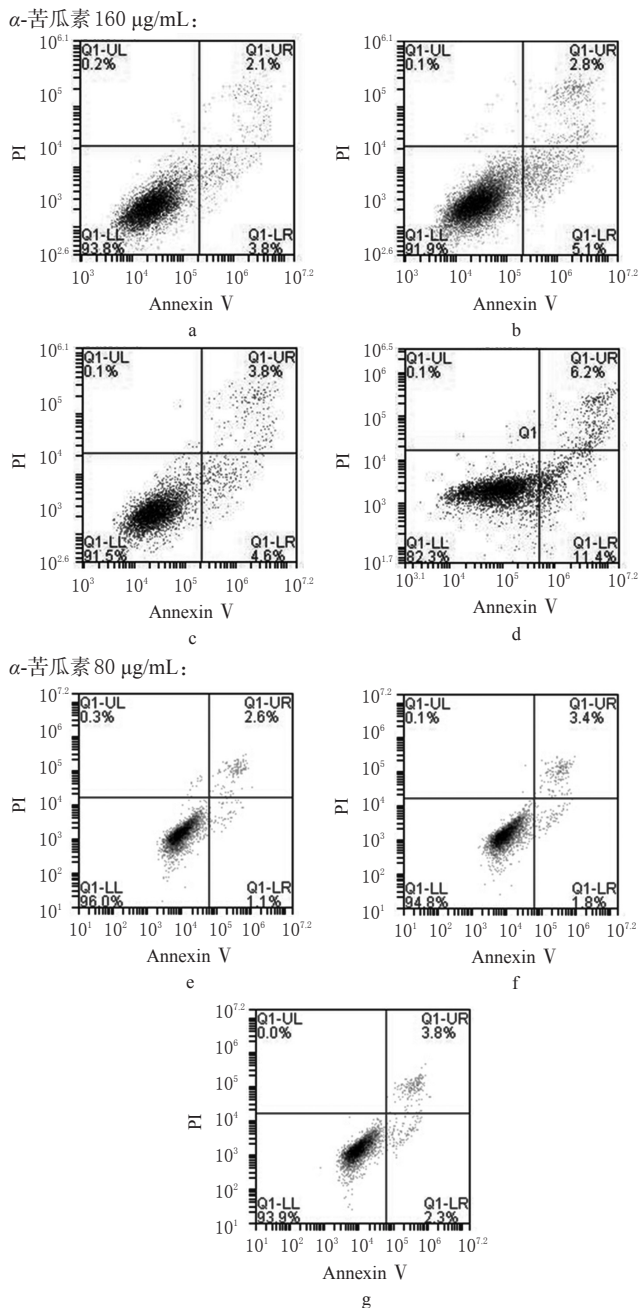 α-苦瓜素 160 μg/mL：
10^6.1
Q1-UL
0.2%
Q1-UR
2.1%
10^5
10^4
PI
10^3
Q1-LL
93.8%
Q1-LR
3.8%
10^2.6
10^3 10^4 10^5 10^6 10^7.2
Annexin V
a
10^6.1
Q1-UL
0.1%
Q1-UR
2.8%
10^5
10^4
PI
10^3
Q1-LL
91.9%
Q1-LR
5.1%
10^2.6
10^3 10^4 10^5 10^6 10^7.2
Annexin V
b
10^6.1
Q1-UL
0.1%
Q1-UR
3.8%
10^5
10^4
PI
10^3
Q1-LL
91.5%
Q1-LR
4.6%
10^2.6
10^3 10^4 10^5 10^6 10^7.2
Annexin V
c
10^6.5
Q1-UL
0.1%
Q1-UR
6.2%
10^6
10^5
Q1
10^4
PI
10^3
Q1-LL
82.3%
Q1-LR
11.4%
10^1.7
10^3.1 10^4 10^5 10^6 10^7.2
Annexin V
d
α-苦瓜素 80 μg/mL：
10^7.2
Q1-UL
0.3%
Q1-UR
2.6%
10^6
10^5
10^4
PI
10^3
10^2
Q1-LL
96.0%
Q1-LR
1.1%
10^1
10^1 10^2 10^3 10^4 10^5 10^6 10^7.2
Annexin V
e
10^7.2
Q1-UL
0.1%
Q1-UR
3.4%
10^6
10^5
10^4
PI
10^3
10^2
Q1-LL
94.8%
Q1-LR
1.8%
10^1
10^1 10^2 10^3 10^4 10^5 10^6 10^7.2
Annexin V
f
10^7.2
Q1-UL
0.0%
Q1-UR
3.8%
10^6
10^5
10^4
PI
10^3
10^2
Q1-LL
93.9%
Q1-LR
2.3%
10^1
10^1 10^2 10^3 10^4 10^5 10^6 10^7.2
Annexin V
g